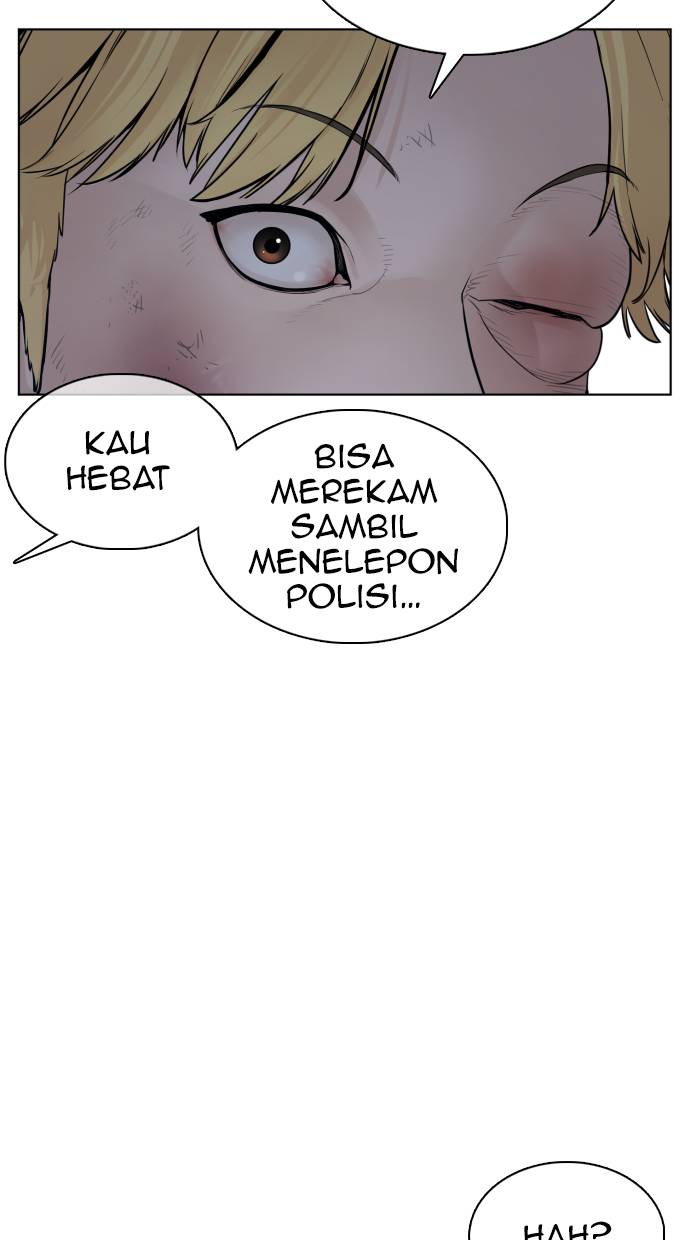 KAU
HEBAT
BISA
MEREKAM
SAMBIL
MENELEPON
POLISI...
HAH?